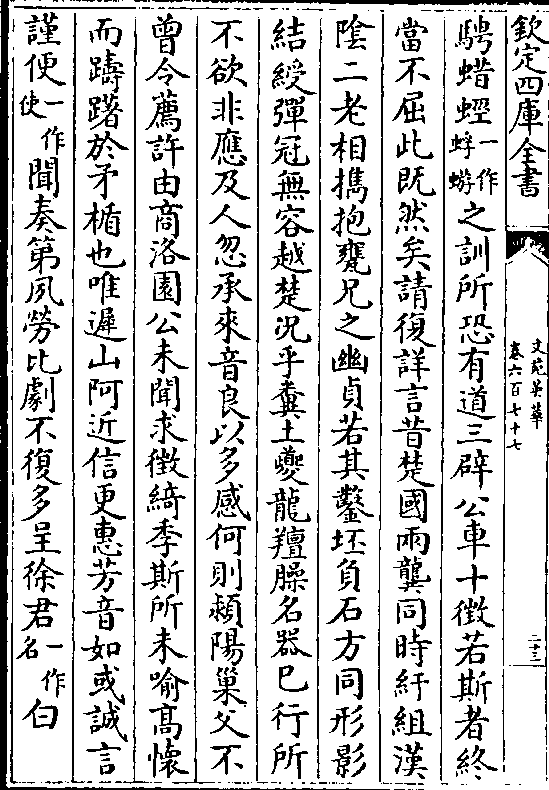 欽定四庫全書
文苑英華
卷六百七十七
二十三
騁蜡蛵一作蜉蝣之訓所恐有道三辟公車十徵若斯者終
當不屈此既然矣請復詳言昔楚國兩龔同時紆組漢
陰二老相攜抱甕兄之幽貞若其鑿坯負石方同形影
結綬彈冠無容越楚况乎糞土夔龍羶臊名器已行所
不欲非應及人忽承來音良以多感何則潁陽巢父不
曾令薦許由商洛園公未聞求徵綺季斯所未喻高懷
而躊躇於矛楯也唯遲山阿近信更惠芳音如或誠言
謹便一作使聞奏第夙勞比劇不復多呈徐君一作名白